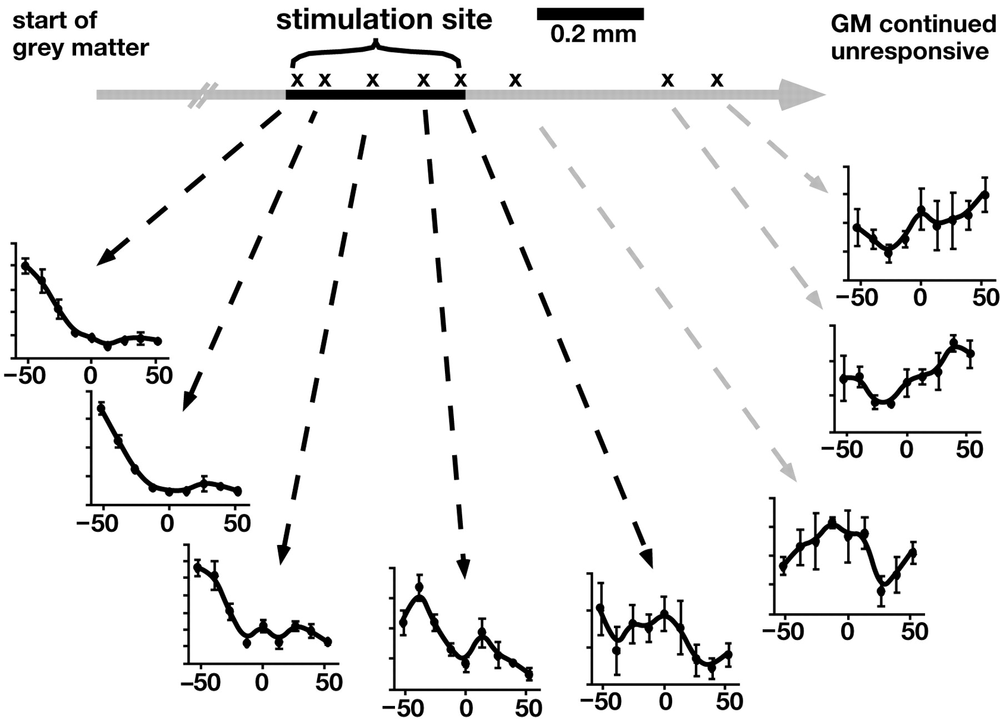 start of
grey matter
stimulation site
0.2 mm
GM continued
unresponsive
x x x x x x x x
−50 0 50
−50 0 50
−50 0 50
−50 0 50
−50 0 50
−50 0 50
−50 0 50
−50 0 50